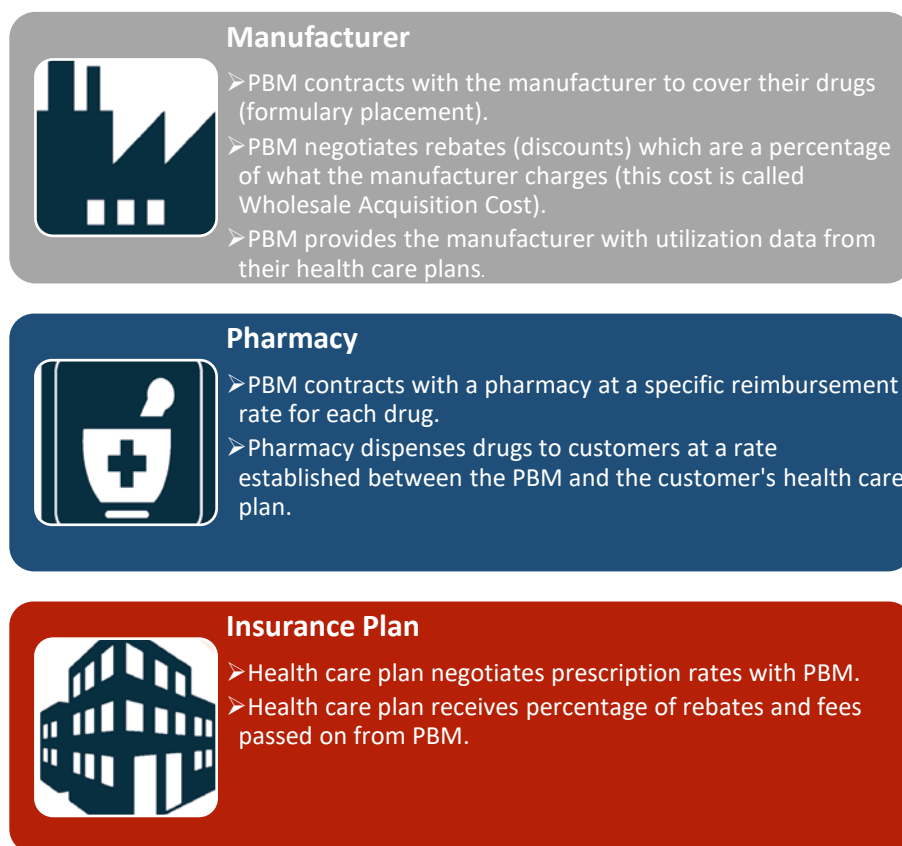 Manufacturer
➢PBM contracts with the manufacturer to cover their drugs
(formulary placement).
➢PBM negotiates rebates (discounts) which are a percentage
of what the manufacturer charges (this cost is called
Wholesale Acquisition Cost).
➢PBM provides the manufacturer with utilization data from
their health care plans.
Pharmacy
➢PBM contracts with a pharmacy at a specific reimbursement
rate for each drug.
➢Pharmacy dispenses drugs to customers at a rate
established between the PBM and the customer's health care
plan.
Insurance Plan
➢Health care plan negotiates prescription rates with PBM.
➢Health care plan receives percentage of rebates and fees
passed on from PBM.